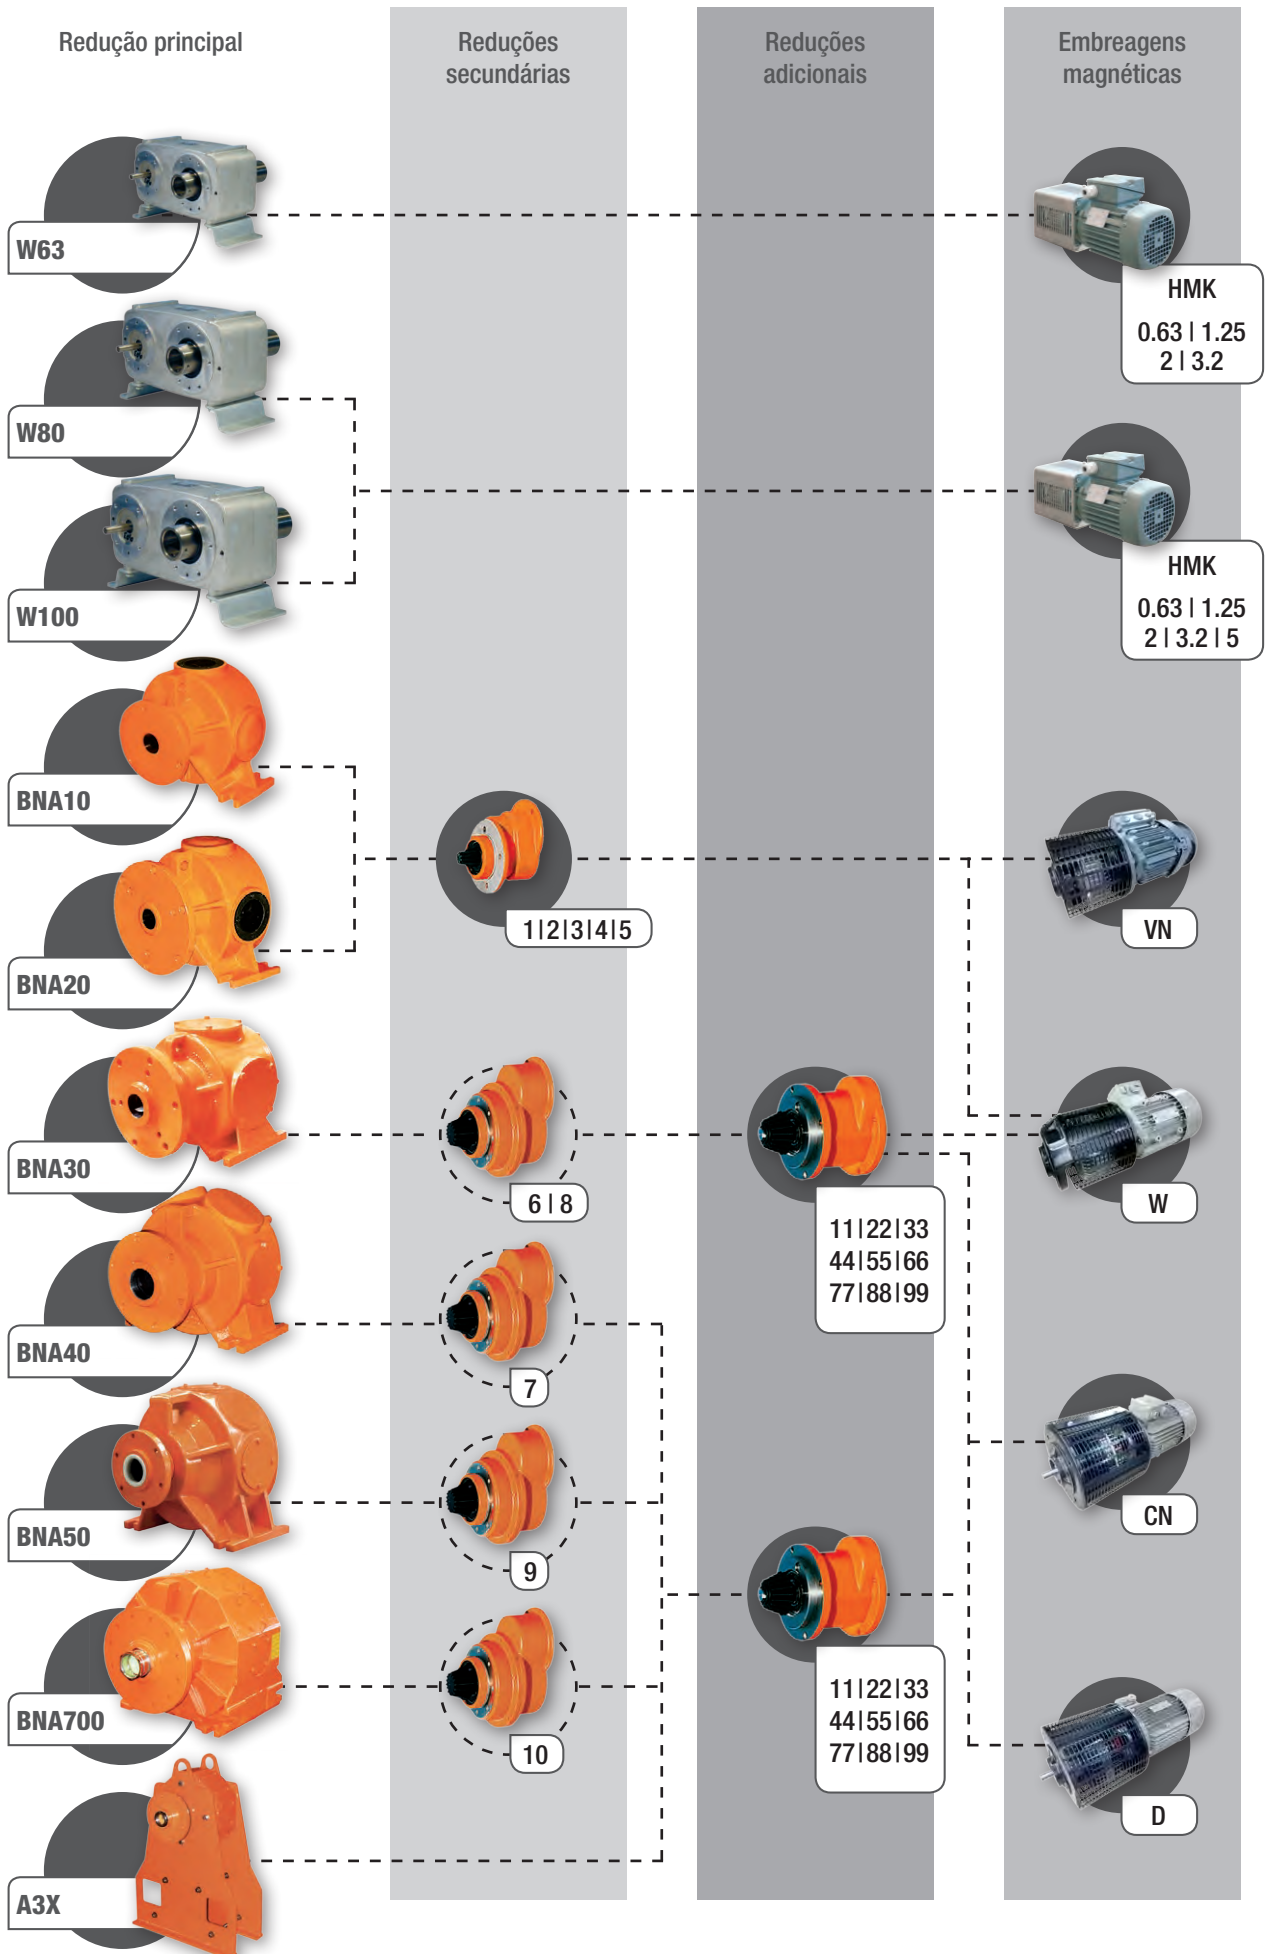 Redução principal
Reduções
secundárias
Reduções
adicionais
Embreagens
magnéticas
W63
HMK
0.63 | 1.25
2 | 3.2
W80
W100
HMK
0.63 | 1.25
2 | 3.2 | 5
BNA10
BNA20
1|2|3|4|5
VN
BNA30
6 | 8
11|22|33
44|55|66
77|88|99
W
BNA40
7
BNA50
9
CN
BNA700
10
11|22|33
44|55|66
77|88|99
D
A3X